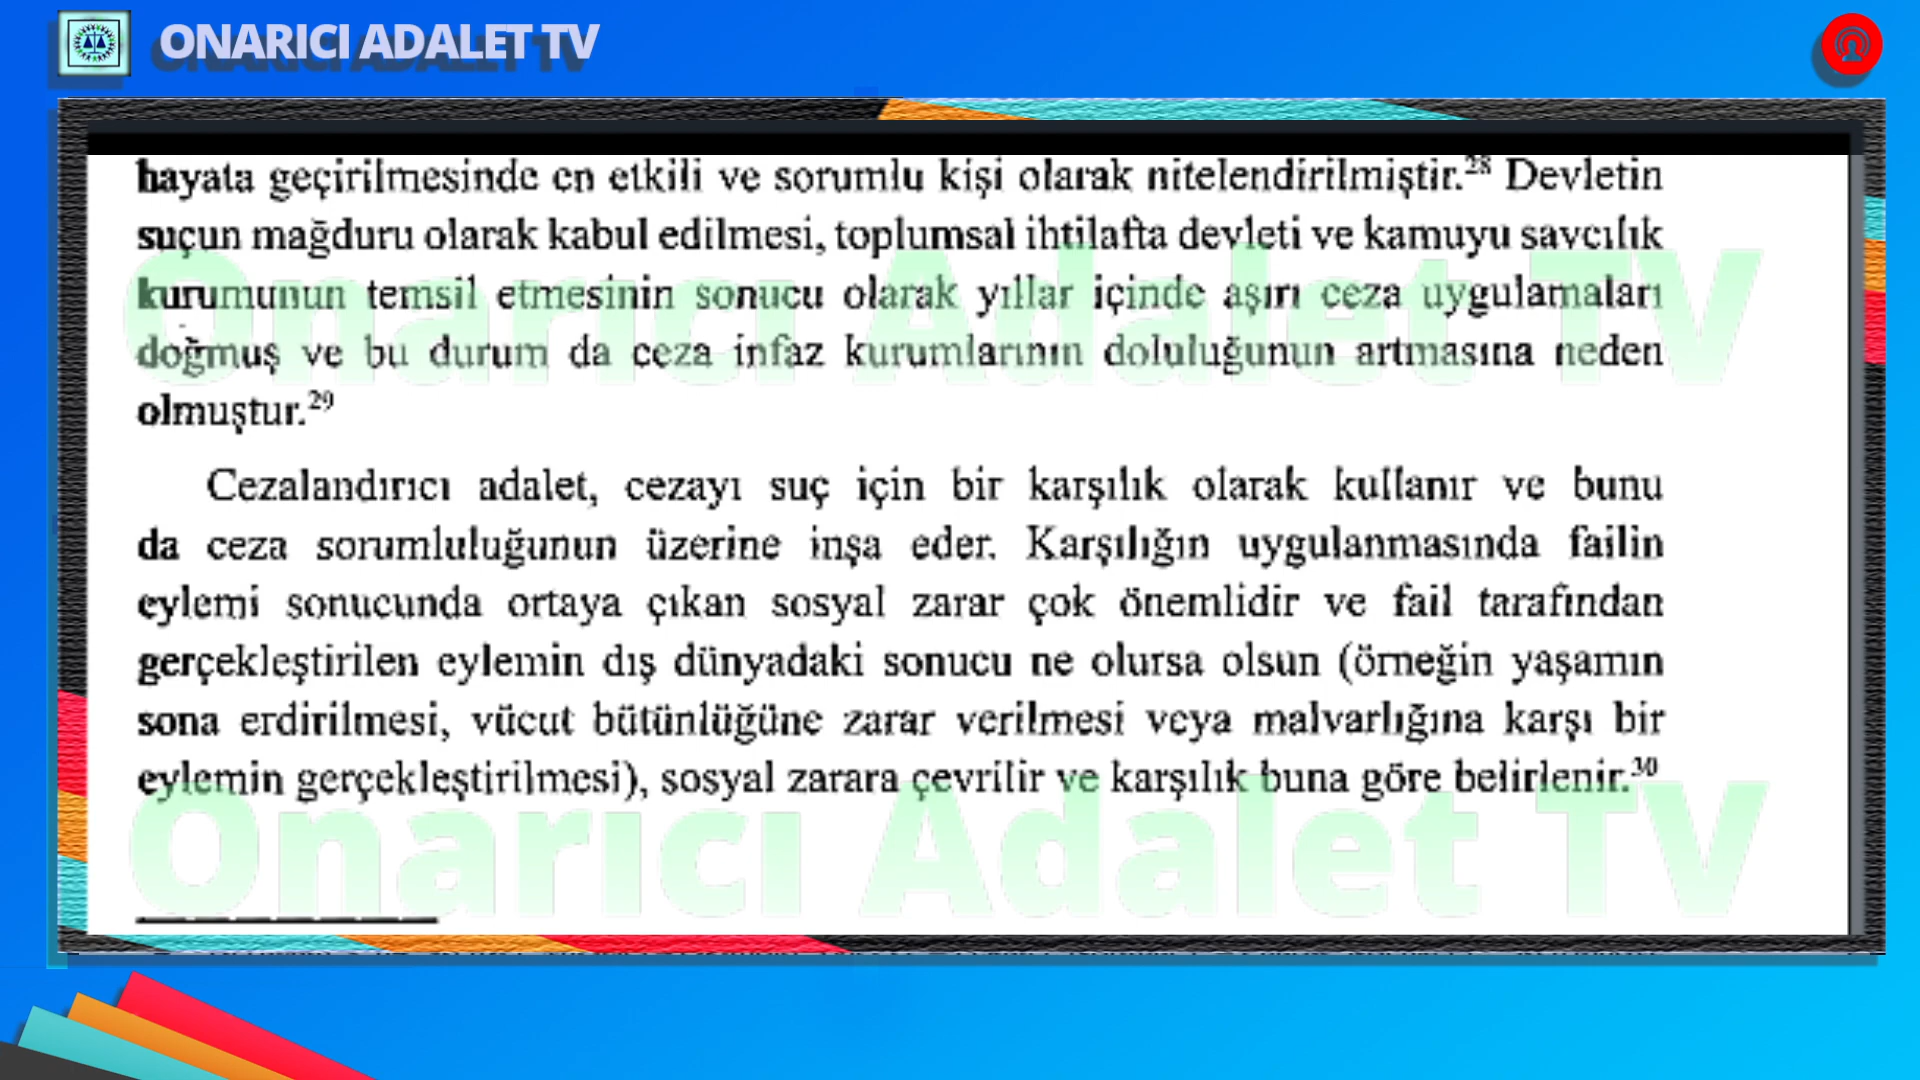 ONARICI ADALET TV
hayata geçirilmesinde en etkili ve sorumlu kişi olarak nitelendirilmiştir.28 Devletin
suçun mağduru olarak kabul edilmesi, toplumsal ihtilafta devleti ve kamuyu savcılık
kurumunun temsil etmesinin sonucu olarak yıllar içinde aşırı ceza uygulamaları
doğmuş ve bu durum da ceza infaz kurumlarının doluluğunun artmasına neden
olmuştur.29
Cezalandırıcı adalet, cezayı suç için bir karşılık olarak kullanır ve bunu
da ceza sorumluluğunun üzerine inşa eder. Karşılığın uygulanmasında failin
eylemi sonucunda ortaya çıkan sosyal zarar çok önemlidir ve fail tarafından
gerçekleştirilen eylemin dış dünyadaki sonucu ne olursa olsun (örneğin yaşamın
sona erdirilmesi, vücut bütünlüğüne zarar verilmesi veya malvarlığına karşı bir
eylemin gerçekleştirilmesi), sosyal zarara çevrilir ve karşılık buna göre belirlenir.30
Onarıcı Adalet TV
Onarıcı Adalet TV